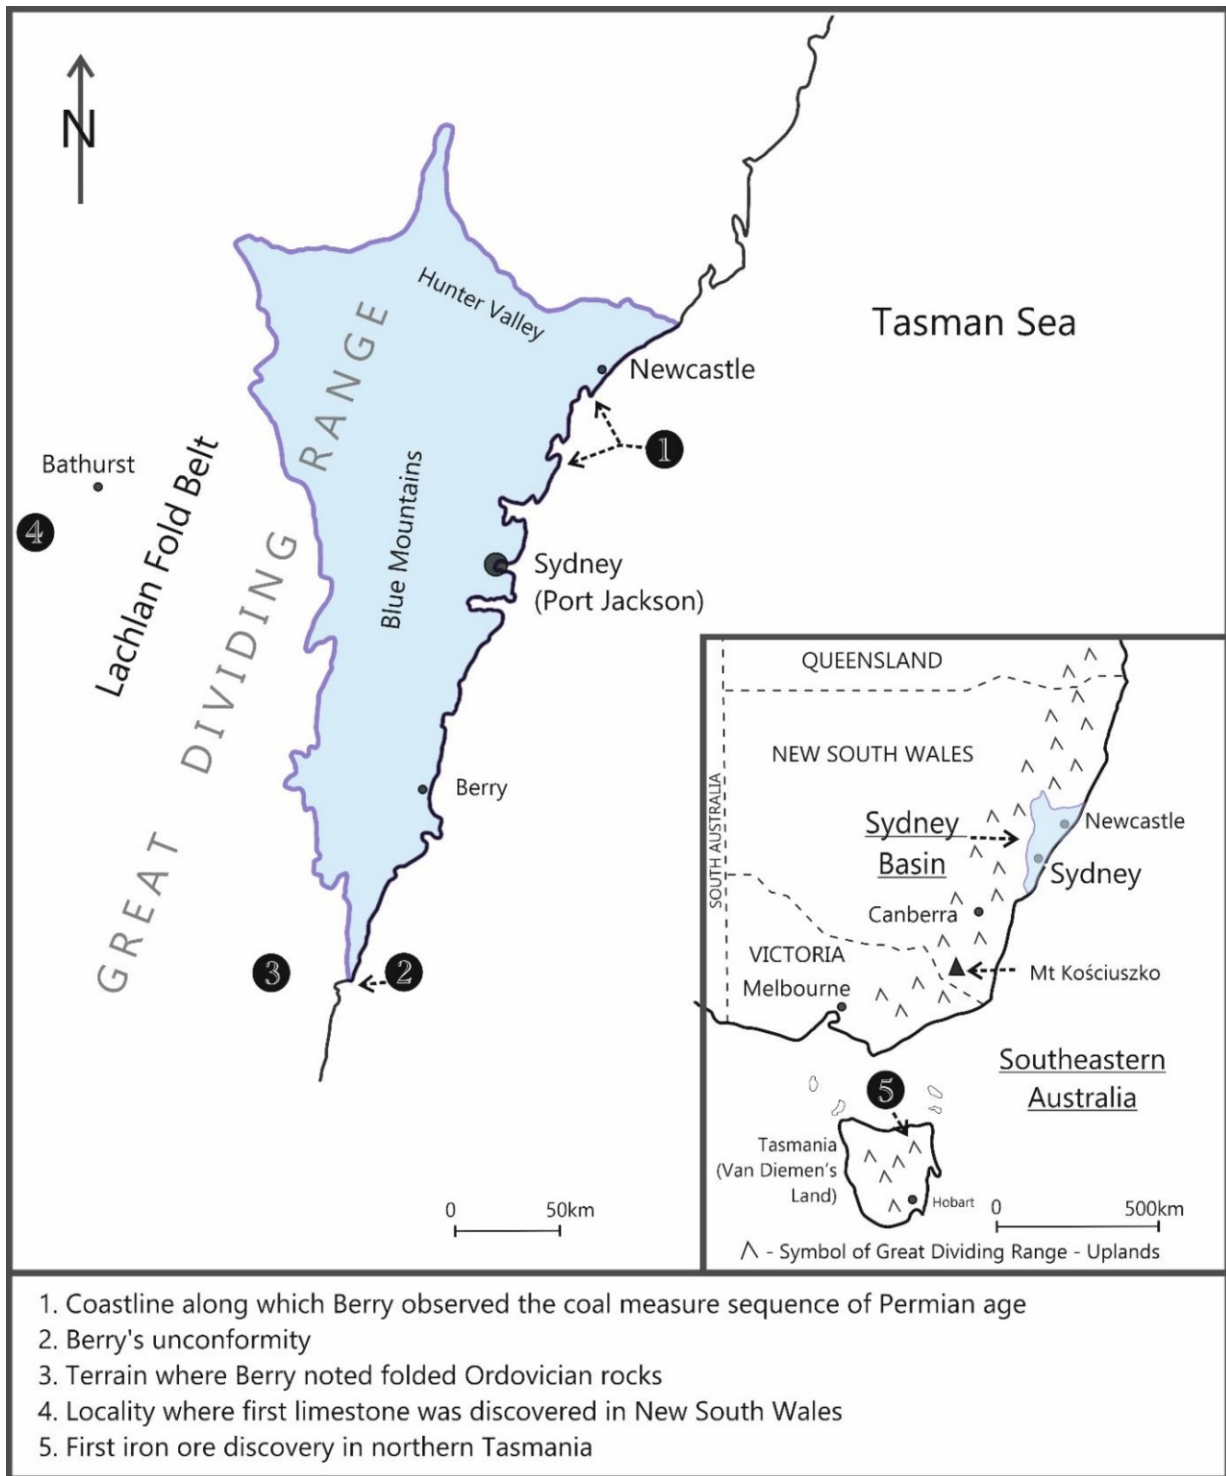 N
Hunter Valley
Tasman Sea
Newcastle
1
Bathurst
4
Lachlan Fold Belt
GREAT DIVIDING RANGE
Blue Mountains
Sydney
(Port Jackson)
Berry
3
2
0 50km
QUEENSLAND
NEW SOUTH WALES
SOUTH AUSTRALIA
Sydney
Basin
Newcastle
Sydney
Canberra
VICTORIA
Melbourne
Mt Kościuszko
Southeastern
Australia
5
Tasmania
(Van Diemen's
Land)
Hobart
0 500km
^ - Symbol of Great Dividing Range - Uplands
1. Coastline along which Berry observed the coal measure sequence of Permian age
2. Berry's unconformity
3. Terrain where Berry noted folded Ordovician rocks
4. Locality where first limestone was discovered in New South Wales
5. First iron ore discovery in northern Tasmania